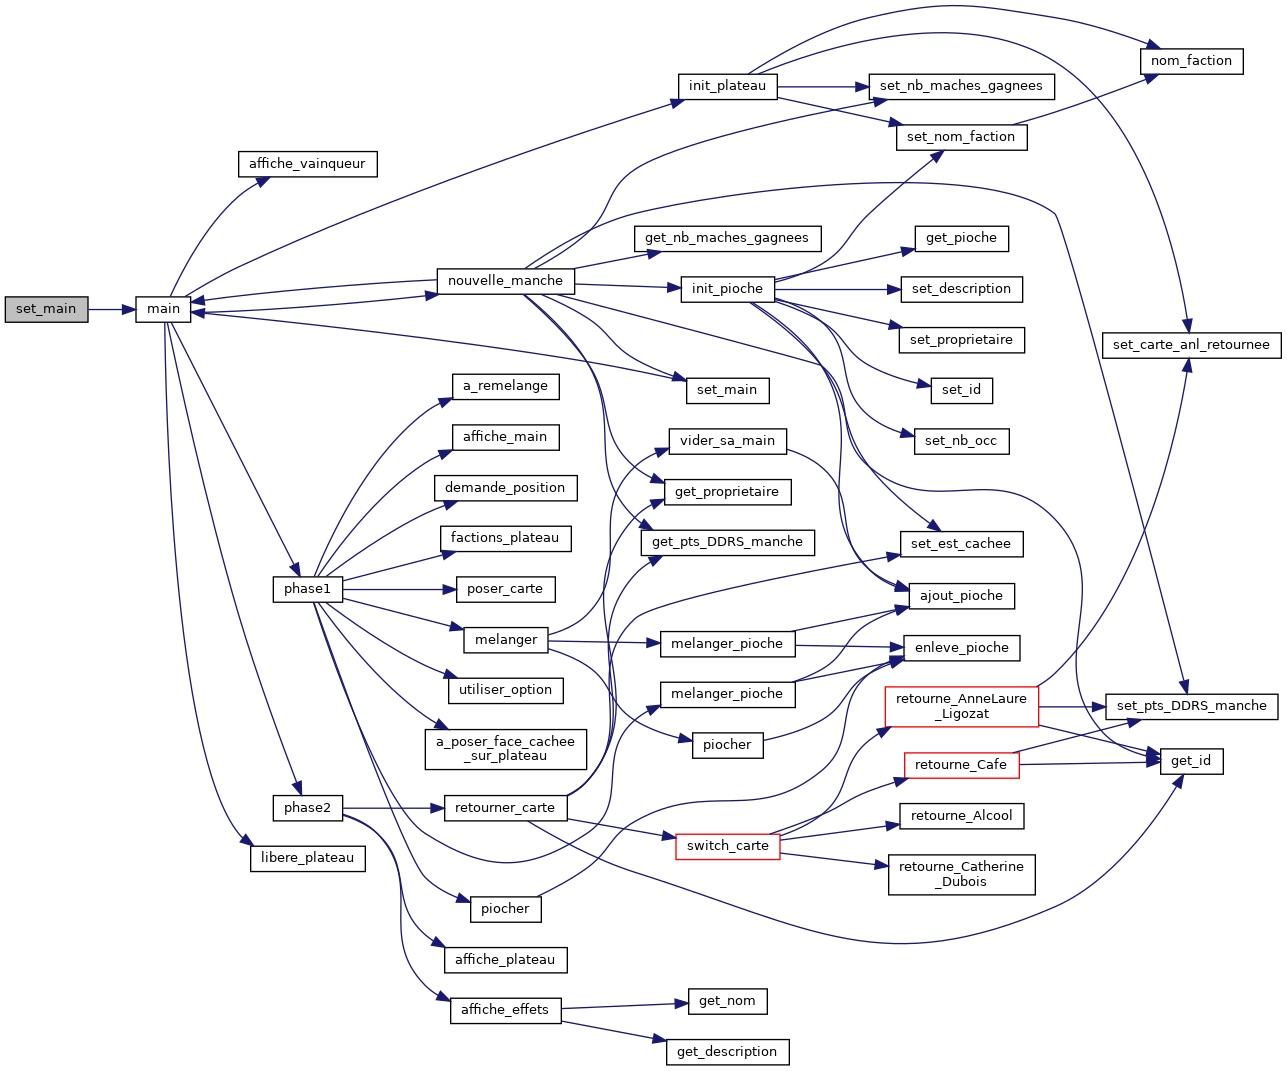 nom_faction
init_plateau
set_nb_maches_gagnees
set_nom_faction
affiche_vainqueur
get_nb_maches_gagnees
get_pioche
nouvelle_manche
init_pioche
set_description
set_main
main
set_proprietaire
set_carte_anl_retournee
a_remelange
set_main
set_id
affiche_main
vider_sa_main
set_nb_occ
demande_position
get_proprietaire
factions_plateau
get_pts_DDRS_manche
set_est_cachee
phase1
poser_carte
ajout_pioche
melanger
melanger_pioche
enleve_pioche
utiliser_option
melanger_pioche
retourne_AnneLaure
_Ligozat
set_pts_DDRS_manche
a_poser_face_cachee
_sur_plateau
piocher
retourne_Cafe
get_id
phase2
retourner_carte
retourne_Alcool
libere_plateau
switch_carte
retourne_Catherine
_Dubois
piocher
affiche_plateau
affiche_effets
get_nom
get_description